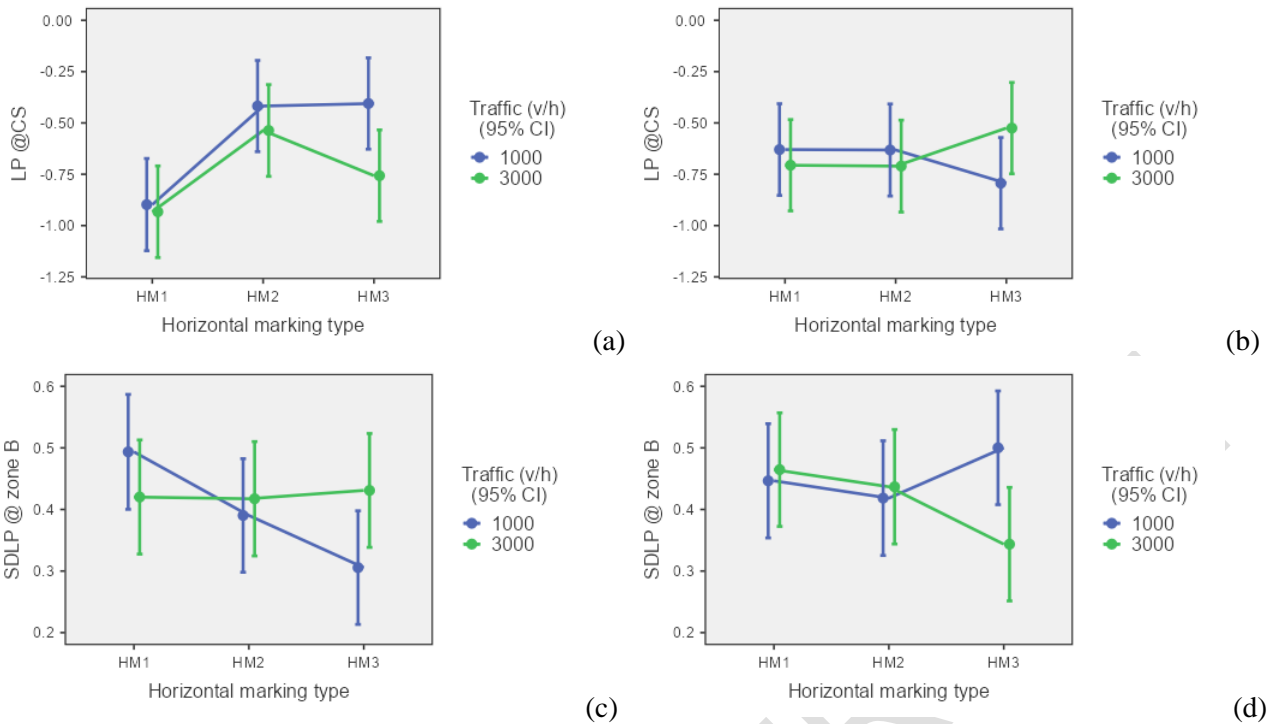 0.00
-0.25
-0.50
-0.75
-1.00
-1.25
LP @CS
HM1 HM2 HM3
Horizontal marking type
Traffic (v/h)
(95% CI)
1000
3000
(a)
0.00
-0.25
-0.50
-0.75
-1.00
-1.25
LP @CS
HM1 HM2 HM3
Horizontal marking type
Traffic (v/h)
(95% CI)
1000
3000
(b)
0.6
0.5
0.4
0.3
0.2
SDLP @ zone B
HM1 HM2 HM3
Horizontal marking type
Traffic (v/h)
(95% CI)
1000
3000
(c)
0.6
0.5
0.4
0.3
0.2
SDLP @ zone B
HM1 HM2 HM3
Horizontal marking type
Traffic (v/h)
(95% CI)
1000
3000
(d)